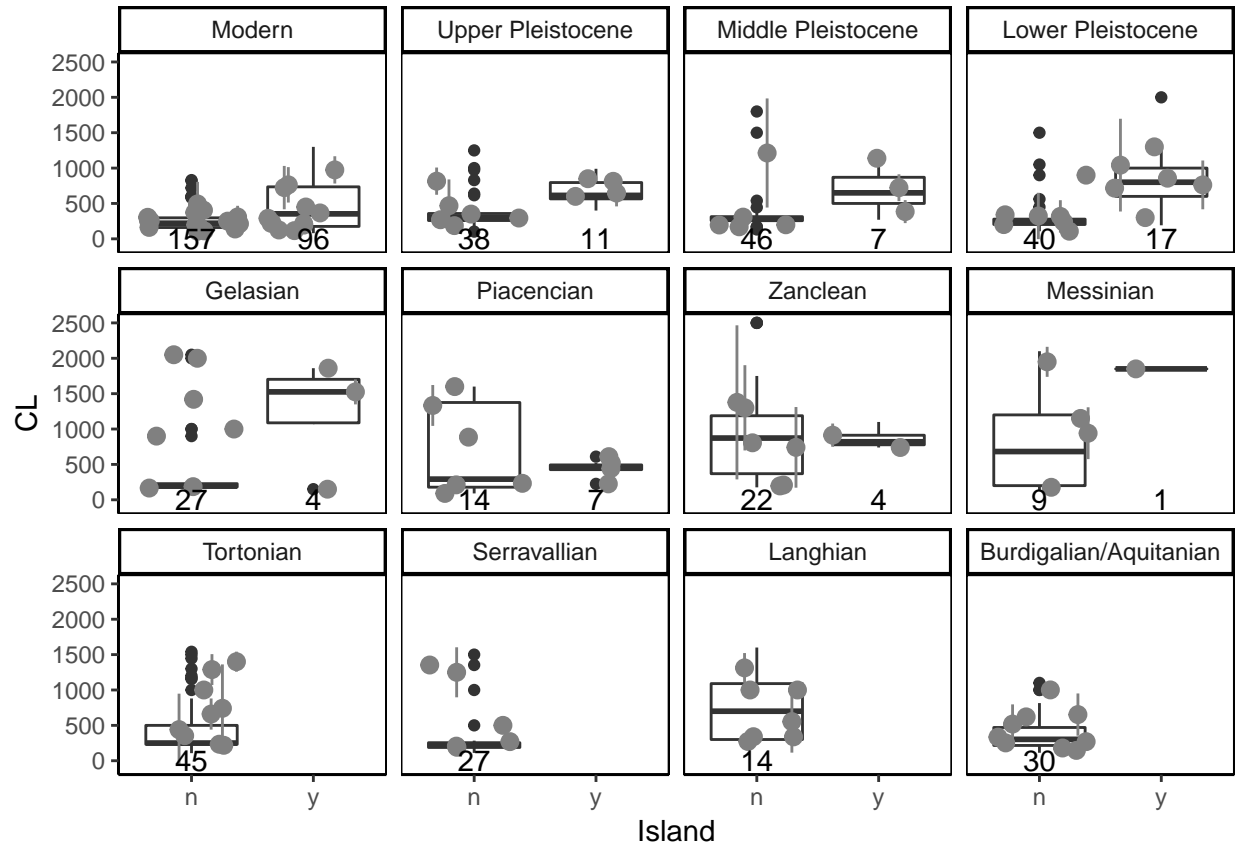 Modern Upper Pleistocene Middle Pleistocene Lower Pleistocene
2500
2000
1500
1000
500
0
157 96 38 11 46 7 40 17
Gelasian Piacencian Zanclean Messinian
2500
2000
1500
1000
500
0
27 4 14 7 22 4 9 1
CL
Tortonian Serravallian Langhian Burdigalian/Aquitanian
2500
2000
1500
1000
500
0
45 27 14 30
n y n y n y n y
Island